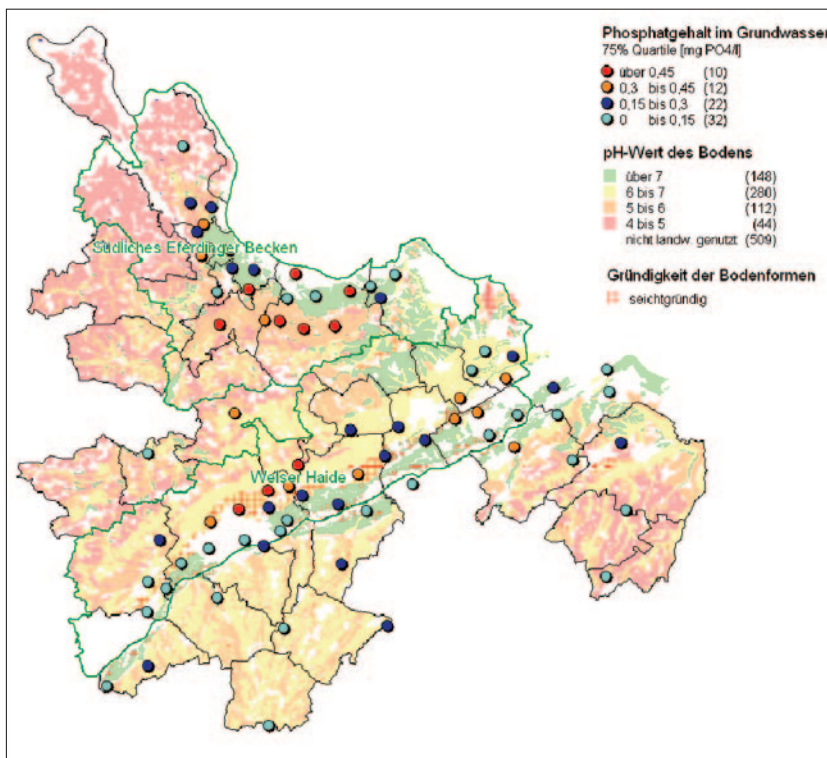 Phosphatgehalt im Grundwasser
75% Quartile [mg PO4/l]
über 0,45 (10)
0,3 bis 0,45 (12)
0,15 bis 0,3 (22)
0 bis 0,15 (32)
pH-Wert des Bodens
über 7 (148)
6 bis 7 (280)
5 bis 6 (112)
4 bis 5 (44)
nicht landw. genutzt (509)
Gründigkeit der Bodenformen
seichtgründig
Südliches Eferdinger Becken
Welser Haide